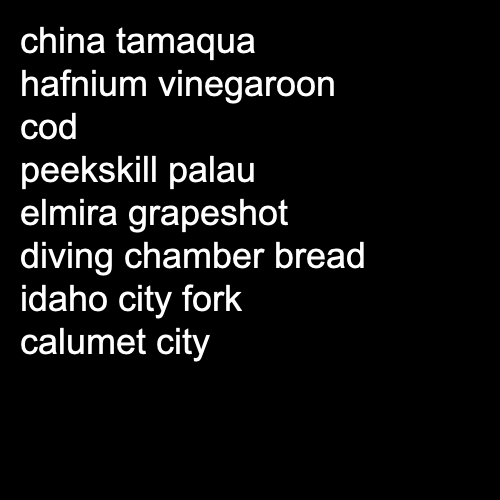 china tamaqua
hafnium vinegaroon
cod
peekskill palau
elmira grapeshot
diving chamber bread
idaho city fork
calumet city